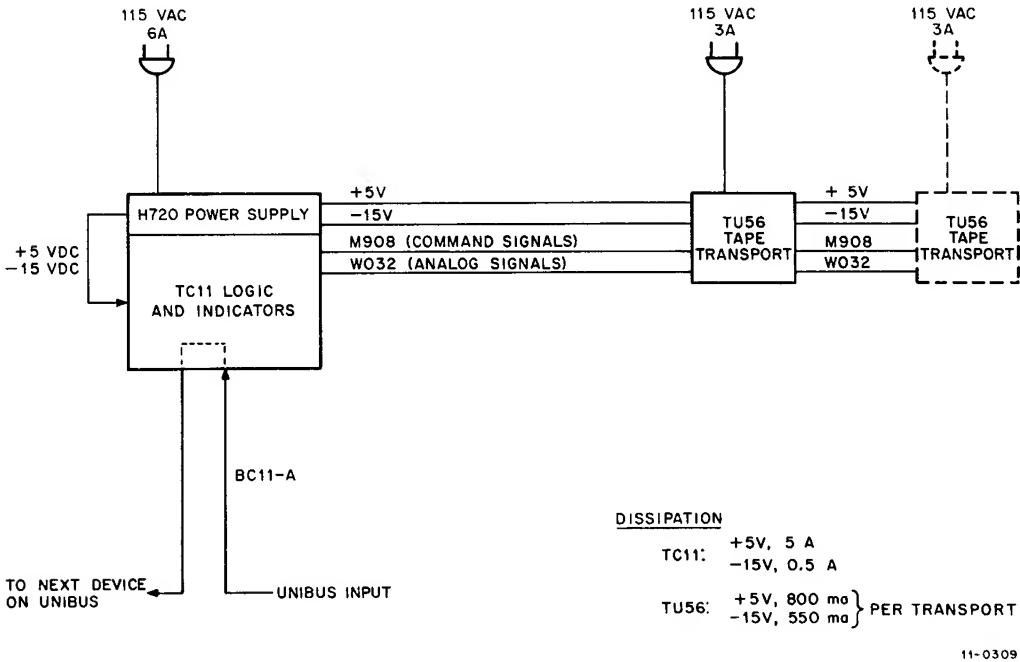 115 VAC
6A
115 VAC
3A
115 VAC
3A
H720 POWER SUPPLY
+5 VDC
-15 VDC
TC11 LOGIC
AND INDICATORS
+5V
-15V
M908 (COMMAND SIGNALS)
W032 (ANALOG SIGNALS)
TU56
TAPE
TRANSPORT
+ 5V
-15V
M908
W032
TU56
TAPE
TRANSPORT
BC11-A
TO NEXT DEVICE
ON UNIBUS
UNIBUS INPUT
DISSIPATION
TC11: +5V, 5 A
-15V, 0.5 A
TU56: +5V, 800 ma
-15V, 550 ma } PER TRANSPORT
11-0309